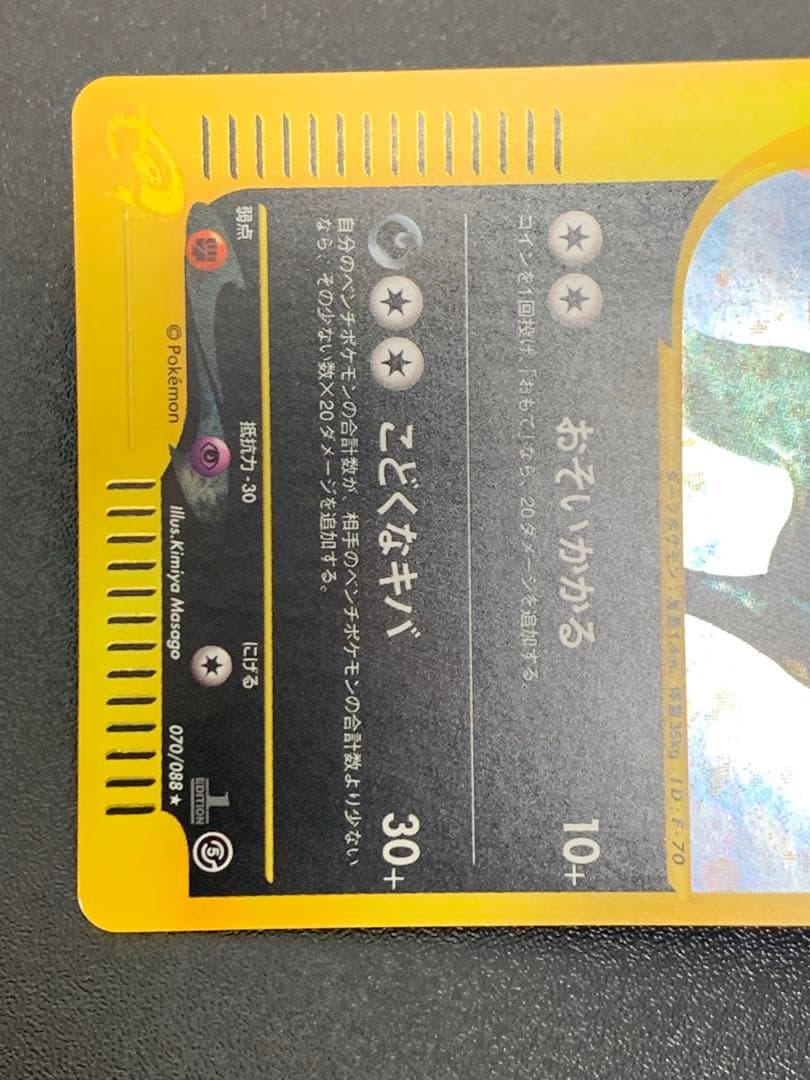 ダークポケモン 身長1.4m 体重35kg ID:F-70
おそいかかる 10+
コインを1回投げ、「おもて」なら、20ダメージを追加する。
こどくなキバ 30+
自分のベンチポケモンの合計数が、相手のベンチポケモンの合計数より少ない
なら、その少ない数×20ダメージを追加する。
弱点 抵抗力-30 にげる
©Pokémon Illus.Kimiya Masago 070/088★
1 EDITION
5